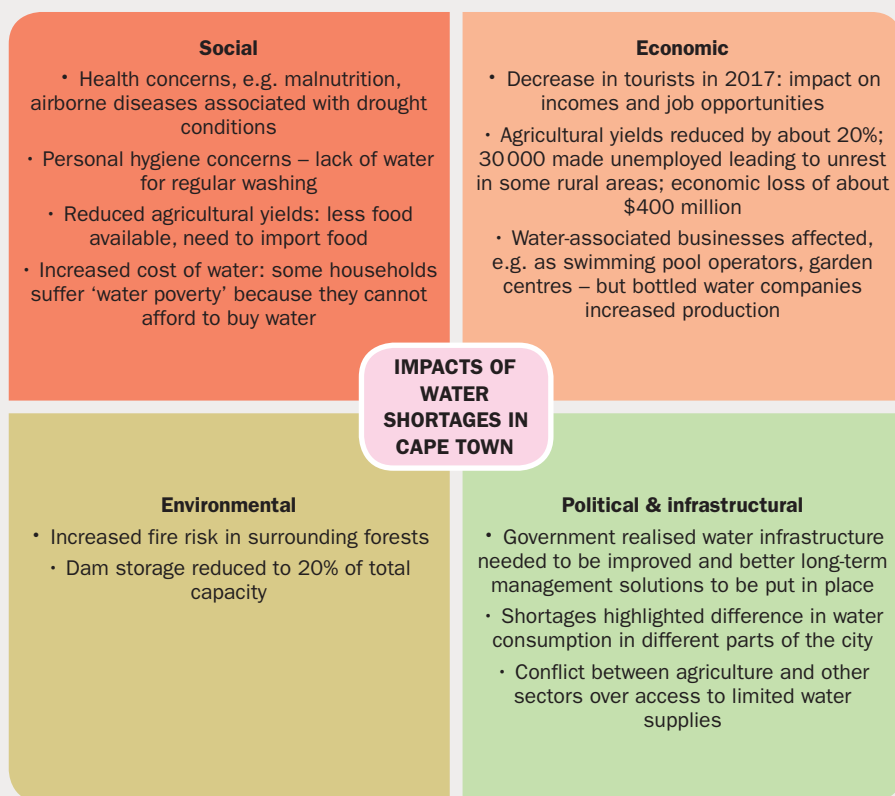 Social
• Health concerns, e.g. malnutrition,
airborne diseases associated with drought
conditions
• Personal hygiene concerns – lack of water
for regular washing
• Reduced agricultural yields: less food
available, need to import food
• Increased cost of water: some households
suffer ‘water poverty’ because they cannot
afford to buy water
Economic
• Decrease in tourists in 2017: impact on
incomes and job opportunities
• Agricultural yields reduced by about 20%;
30 000 made unemployed leading to unrest
in some rural areas; economic loss of about
$400 million
• Water-associated businesses affected,
e.g. as swimming pool operators, garden
centres – but bottled water companies
increased production
IMPACTS OF
WATER
SHORTAGES IN
CAPE TOWN
Environmental
• Increased fire risk in surrounding forests
• Dam storage reduced to 20% of total
capacity
Political & infrastructural
• Government realised water infrastructure
needed to be improved and better long-term
management solutions to be put in place
• Shortages highlighted difference in water
consumption in different parts of the city
• Conflict between agriculture and other
sectors over access to limited water
supplies